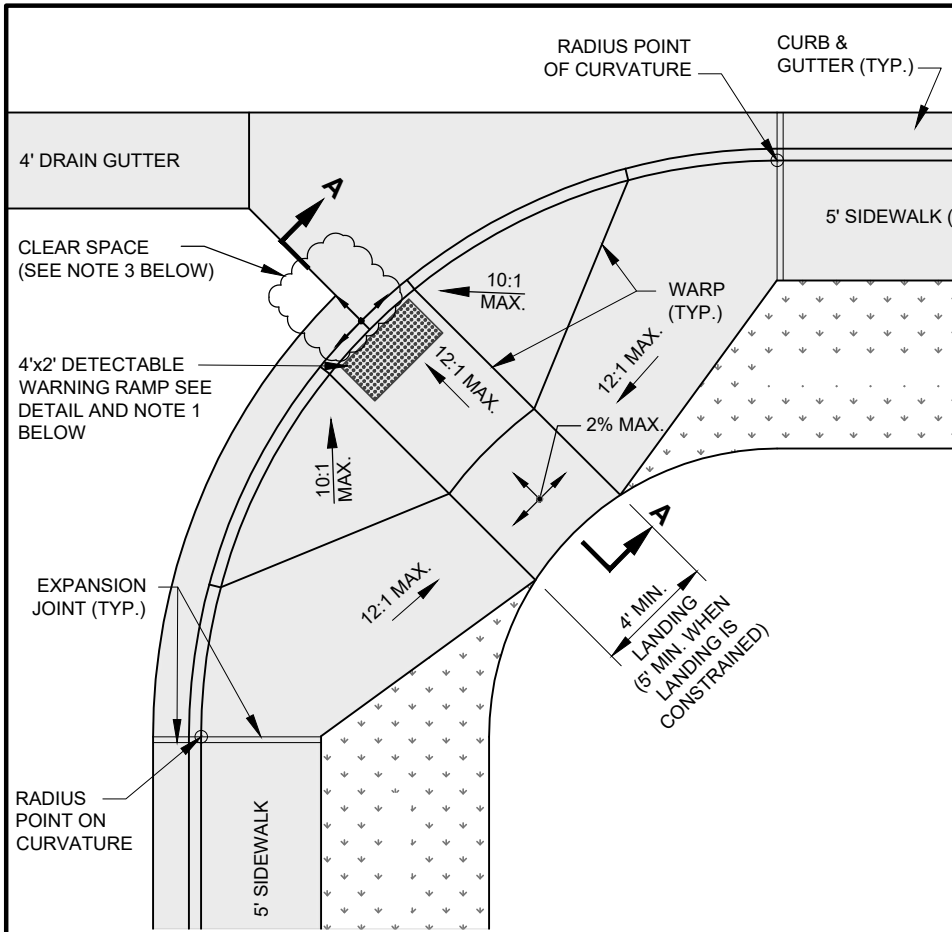 RADIUS POINT
OF CURVATURE
CURB &
GUTTER (TYP.)
4' DRAIN GUTTER
A
5' SIDEWALK (
CLEAR SPACE
(SEE NOTE 3 BELOW)
10:1
MAX.
WARP
(TYP.)
4'x2' DETECTABLE
WARNING RAMP SEE
DETAIL AND NOTE 1
BELOW
12:1 MAX.
12:1 MAX.
2% MAX.
10:1
MAX.
A
EXPANSION
JOINT (TYP.)
12:1 MAX.
4' MIN.
LANDING
(5' MIN. WHEN
LANDING IS
CONSTRAINED)
RADIUS
POINT ON
CURVATURE
5' SIDEWALK